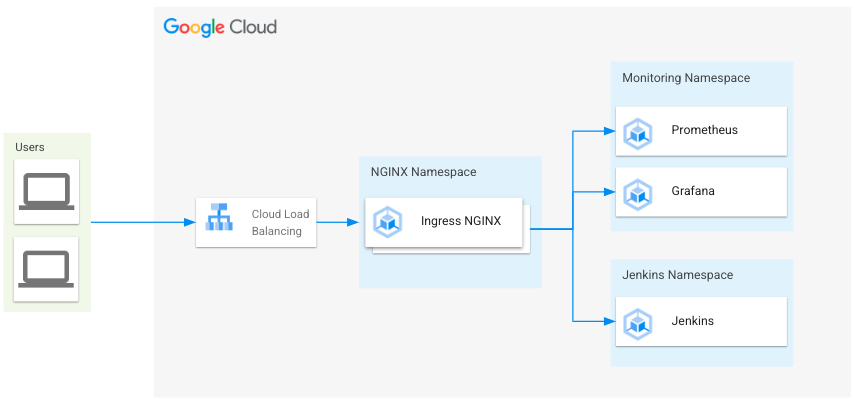 Google Cloud
Users
Cloud Load
Balancing
NGINX Namespace
Ingress NGINX
Monitoring Namespace
Prometheus
Grafana
Jenkins Namespace
Jenkins